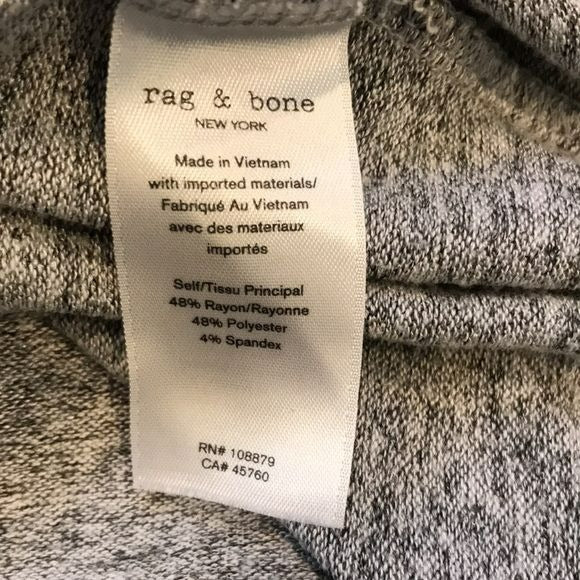 rag & bone
NEW YORK
Made in Vietnam
with imported materials/
Fabriqué Au Vietnam
avec des materiaux
importés
Self/Tissu Principal
48% Rayon/Rayonne
48% Polyester
4% Spandex
RN# 108879
CA# 45760